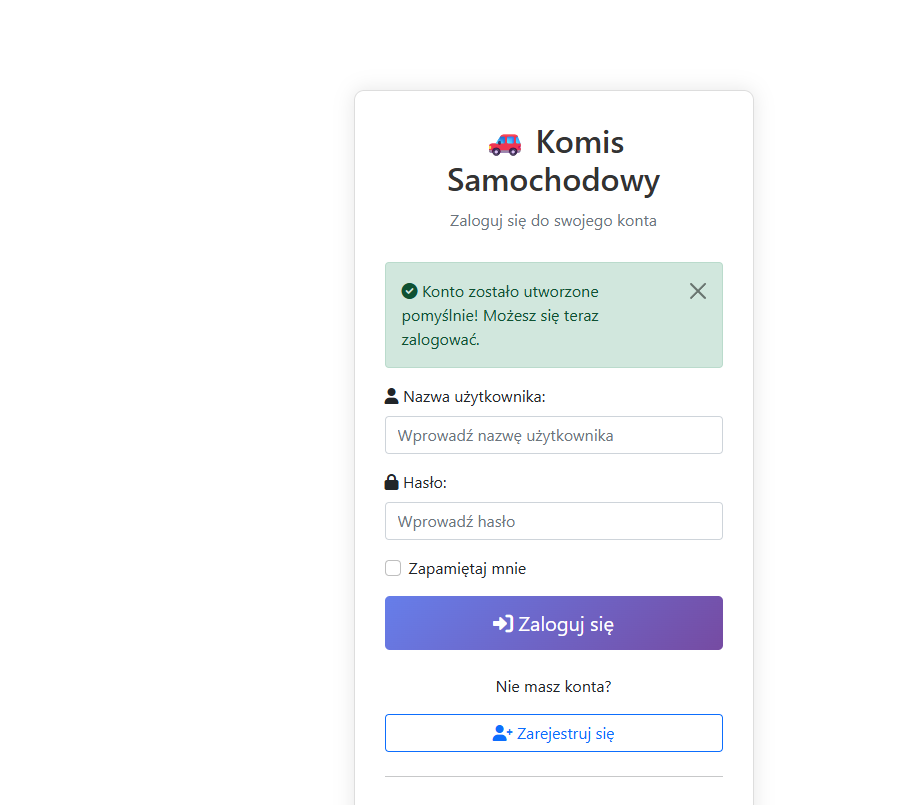 Komis
Samochodowy
Zaloguj się do swojego konta
Konto zostało utworzone
pomyślnie! Możesz się teraz
zalogować.
Nazwa użytkownika:
Wprowadź nazwę użytkownika
Hasło:
Wprowadź hasło
Zapamiętaj mnie
Zaloguj się
Nie masz konta?
Zarejestruj się